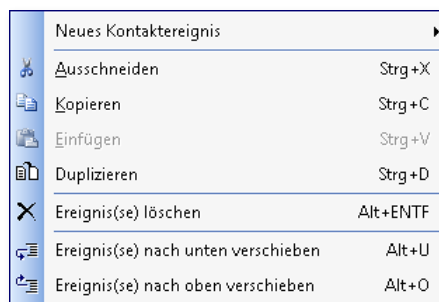 Neues Kontaktereignis
Ausschneiden Strg+X
Kopieren Strg+C
Einfügen Strg+V
Duplizieren Strg+D
Ereignis(se) löschen Alt+ENTF
Ereignis(se) nach unten verschieben Alt+U
Ereignis(se) nach oben verschieben Alt+O